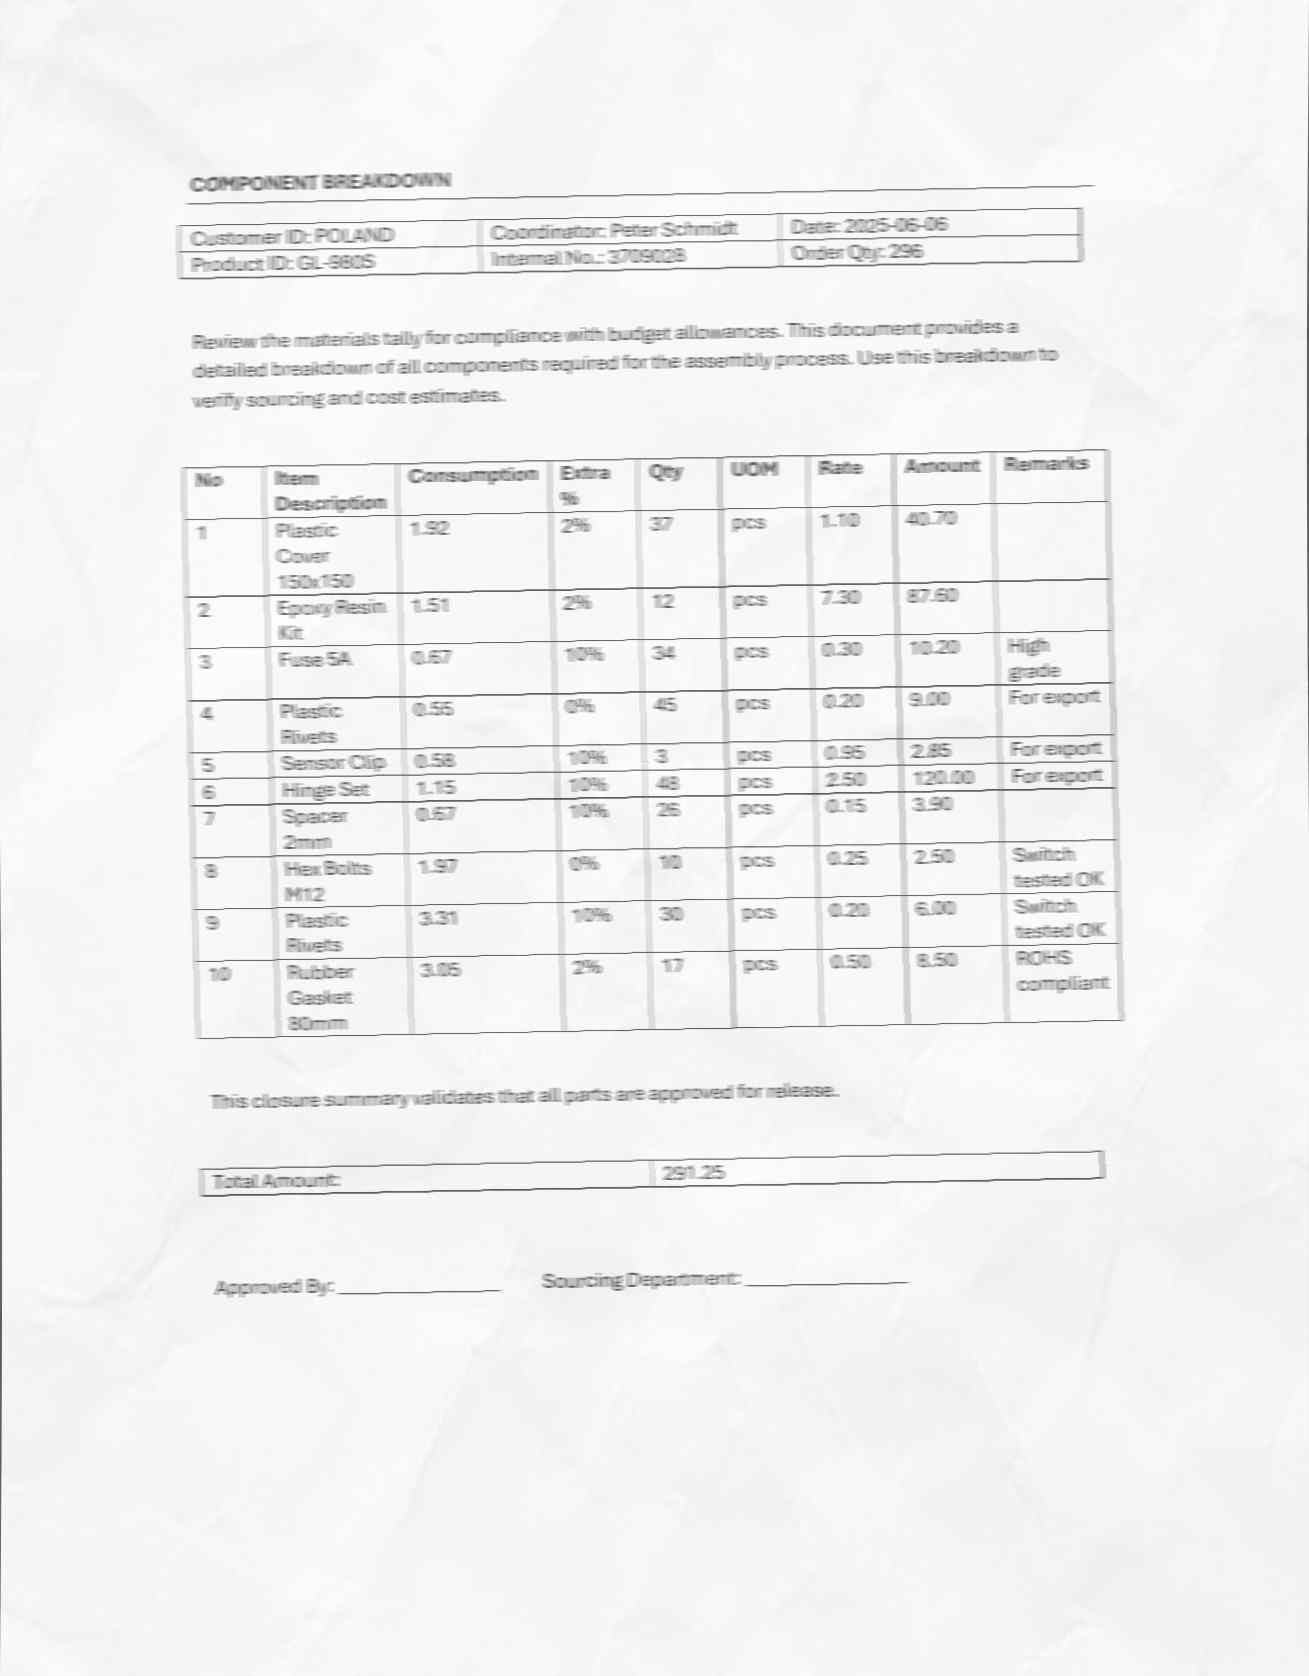 COMPONENT BREAKDOWN
Customer ID: POLAND Coordinator: Peter Schmidt Date: 2025-06-06
Product ID: GL-980S Internal No.: 3709028 Order Qty: 296
Review the materials tally for compliance with budget allowances. This document provides a
detailed breakdown of all components required for the assembly process. Use this breakdown to
verify sourcing and cost estimates.
No Item Description Consumption Extra % Qty UOM Rate Amount Remarks
1 Plastic Cover 150x150 1.92 2% 37 pcs 1.10 40.70
2 Epoxy Resin Kit 1.51 2% 12 pcs 7.30 87.60
3 Fuse 5A 0.67 10% 34 pcs 0.30 10.20 High grade
4 Plastic Rivets 0% 45 pcs 0.20 9.00 For export
5 Sensor Clip 0.58 10% 3 pcs 0.95 2.85 For export
6 Hinge Set 1.15 10% 48 pcs 2.50 120.00 For export
7 Spacer 2mm 0.67 10% 26 pcs 0.15 3.90
8 Hex Bolts M12 1.97 0% 10 pcs 0.25 2.50 Switch tested OK
9 Plastic Rivets 3.31 10% 30 pcs 0.20 6.00 Switch tested OK
10 Rubber Gasket 3.05 2% 17 pcs 0.50 8.50 ROHS compliant
This closure summary validates that all parts are approved for release.
Total Amount: 291.25
Approved By: Sourcing Department: